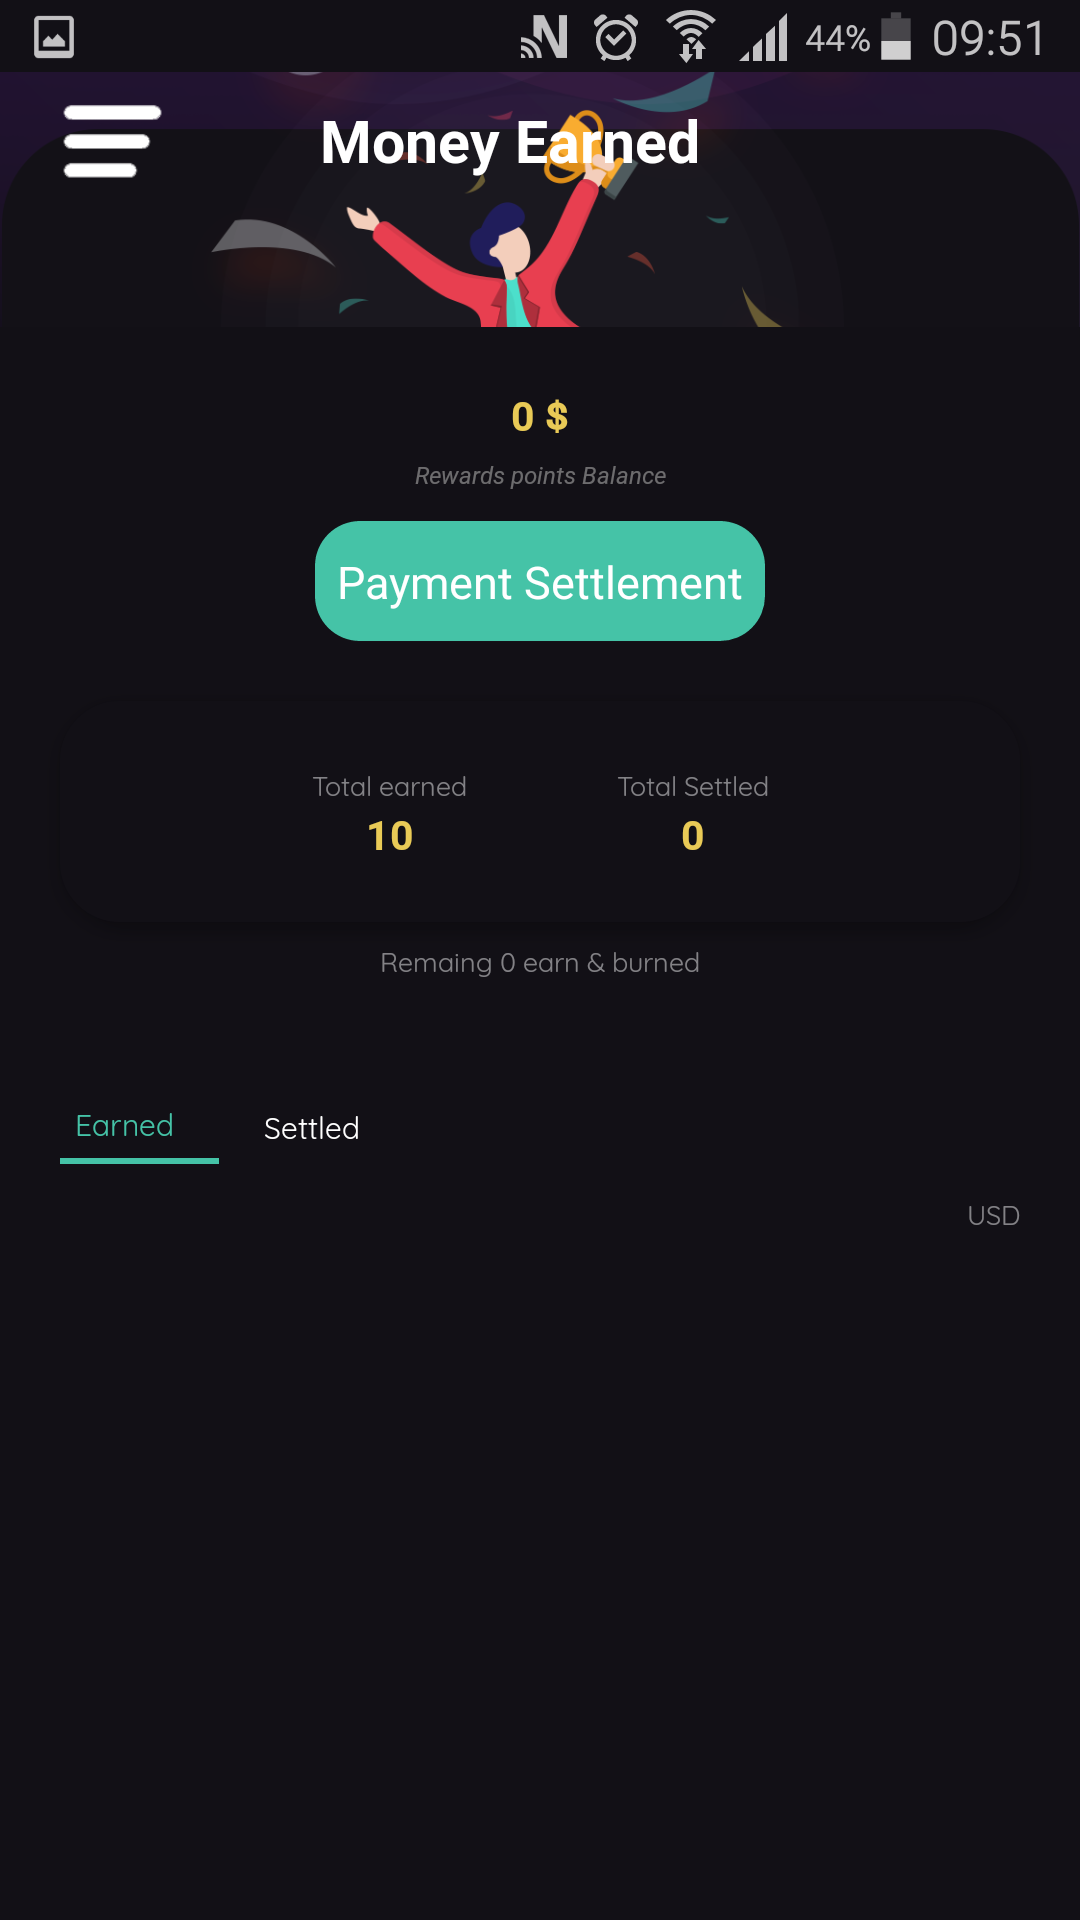 44% 09:51
Money Earned
0 $
Rewards points Balance
Payment Settlement
Total earned Total Settled
10 0
Remaing 0 earn & burned
Earned Settled
USD